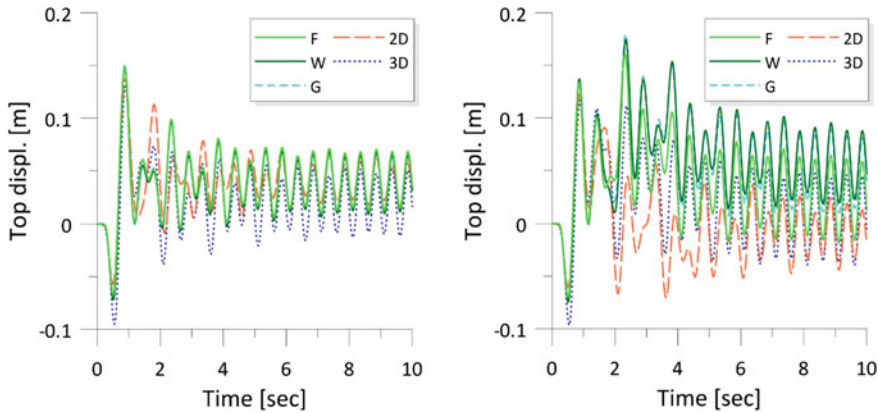 0.2
F 2D
W 3D
G
0.1
Top displ. [m]
0
-0.1
0 2 4 6 8 10
Time [sec]
0.2
F 2D
W 3D
G
0.1
Top displ. [m]
0
-0.1
0 2 4 6 8 10
Time [sec]